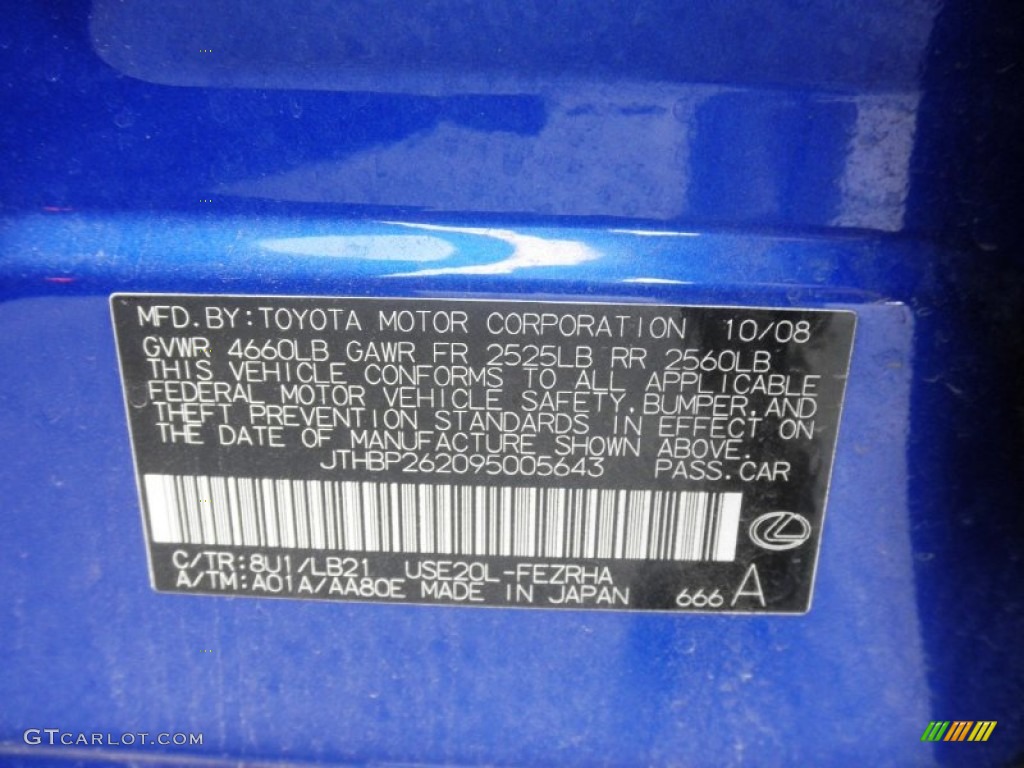 MFD.BY:TOYOTA MOTOR CORPORATION 10/08
GVWR 4660LB GAWR FR 2525LB RR 2560LB
THIS VEHICLE CONFORMS TO ALL APPLICABLE
FEDERAL MOTOR VEHICLE SAFETY,BUMPER,AND
THEFT PREVENTION STANDARDS IN EFFECT ON
THE DATE OF MANUFACTURE SHOWN ABOVE.
JTHBP262095005643 PASS.CAR
C/TR:8U1/LB21 USE20L-FEZRHA
A/TM:A01A/AA80E MADE IN JAPAN 666 A
GTCARLOT.COM